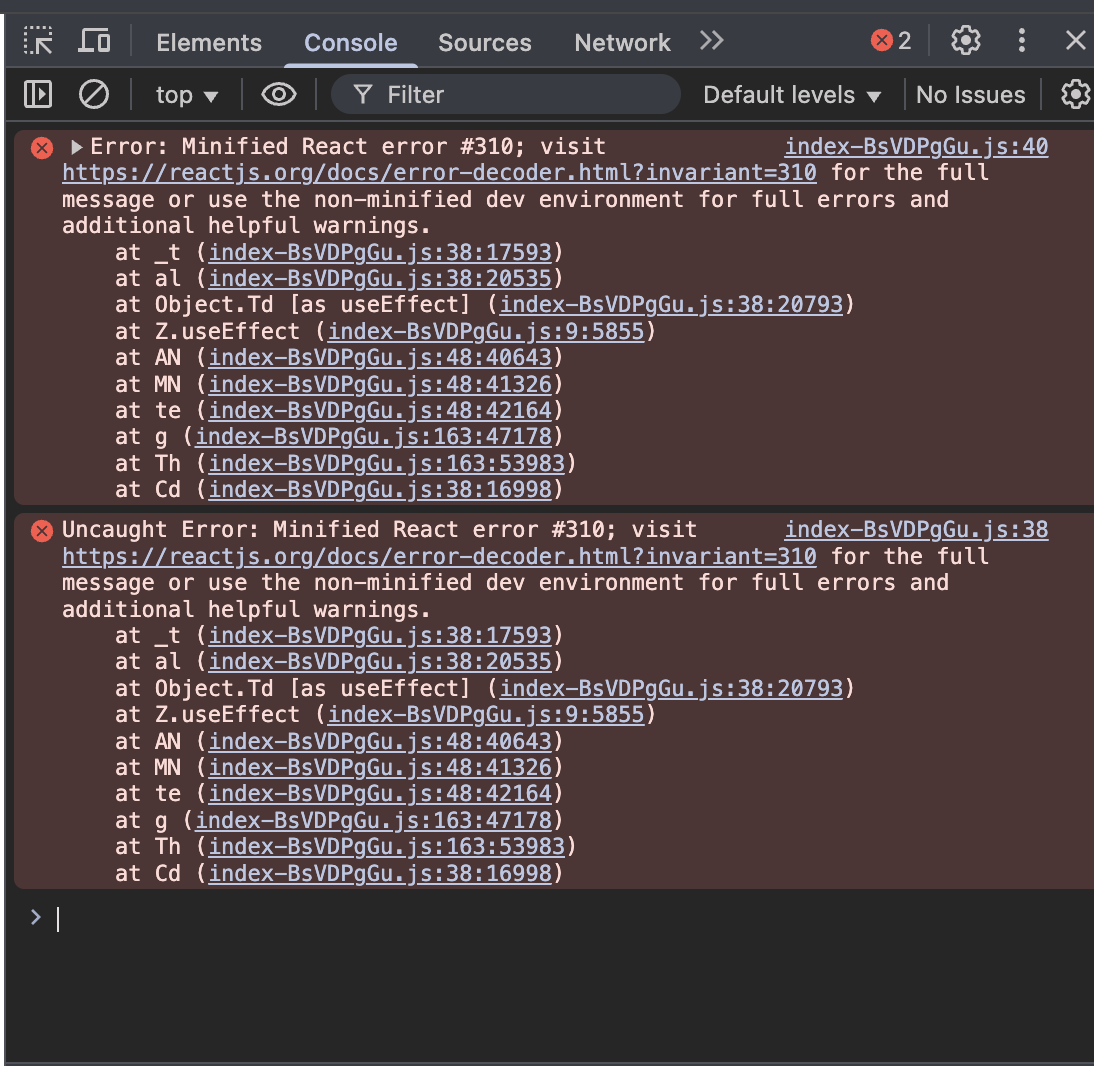 Elements Console Sources Network 2
top Filter Default levels No Issues
Error: Minified React error #310; visit index-BsVDPgGu.js:40
https://reactjs.org/docs/error-decoder.html?invariant=310 for the full
message or use the non-minified dev environment for full errors and
additional helpful warnings.
at _t (index-BsVDPgGu.js:38:17593)
at al (index-BsVDPgGu.js:38:20535)
at Object.Td [as useEffect] (index-BsVDPgGu.js:38:20793)
at Z.useEffect (index-BsVDPgGu.js:9:5855)
at AN (index-BsVDPgGu.js:48:40643)
at MN (index-BsVDPgGu.js:48:41326)
at te (index-BsVDPgGu.js:48:42164)
at g (index-BsVDPgGu.js:163:47178)
at Th (index-BsVDPgGu.js:163:53983)
at Cd (index-BsVDPgGu.js:38:16998)
Uncaught Error: Minified React error #310; visit index-BsVDPgGu.js:38
https://reactjs.org/docs/error-decoder.html?invariant=310 for the full
message or use the non-minified dev environment for full errors and
additional helpful warnings.
at _t (index-BsVDPgGu.js:38:17593)
at al (index-BsVDPgGu.js:38:20535)
at Object.Td [as useEffect] (index-BsVDPgGu.js:38:20793)
at Z.useEffect (index-BsVDPgGu.js:9:5855)
at AN (index-BsVDPgGu.js:48:40643)
at MN (index-BsVDPgGu.js:48:41326)
at te (index-BsVDPgGu.js:48:42164)
at g (index-BsVDPgGu.js:163:47178)
at Th (index-BsVDPgGu.js:163:53983)
at Cd (index-BsVDPgGu.js:38:16998)